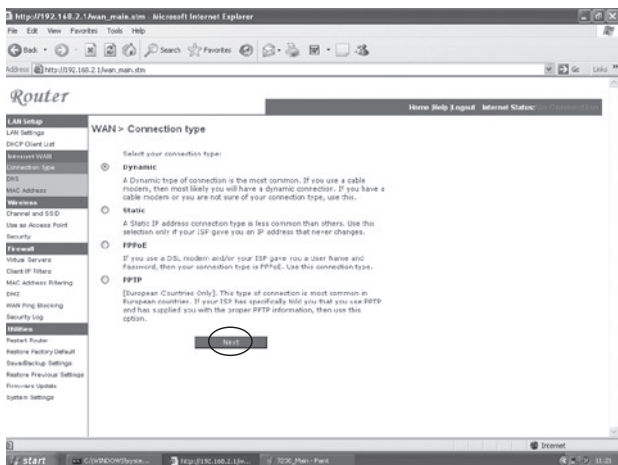 http://192.168.2.1/wan_main.stm - Microsoft Internet Explorer
File Edit View Favorites Tools Help
Back Search Favorites
Address http://192.168.2.1/wan_main.stm Go Links
Router
Home |Help |Logout Internet Status:
LAN Setup
LAN Settings
DHCP Client List
Internet WAN
Connection Type
DNS
MAC Address
Wireless
Channel and SSID
Use as Access Point
Security
Firewall
Virtual Servers
Client IP Filters
MAC Address Filtering
DMZ
WAN Ping Blocking
Security Log
Utilities
Restart Router
Restore Factory Default
Save/Backup Settings
Restore Previous Settings
Firmware Update
System Settings
WAN > Connection type
Select your connection type:
Dynamic
A Dynamic type of connection is the most common. If you use a cable
modem, then most likely you will have a dynamic connection. If you have a
cable modem or you are not sure of your connection type, use this.
Static
A Static IP address connection type is less common than others. Use this
selection only if your ISP gave you an IP address that never changes.
PPPoE
If you use a DSL modem and/or your ISP gave you a User Name and
Password, then your connection type is PPPoE. Use this connection type.
PPTP
[European Countries Only]. This type of connection is most common in
European countries. If your ISP has specifically told you that you use PPTP
and has supplied you with the proper PPTP information, then use this
option.
Next
Internet
start C:\WINDOWS\syste... http://192.168.2.1/w... 7230_Main - Paint 11:21